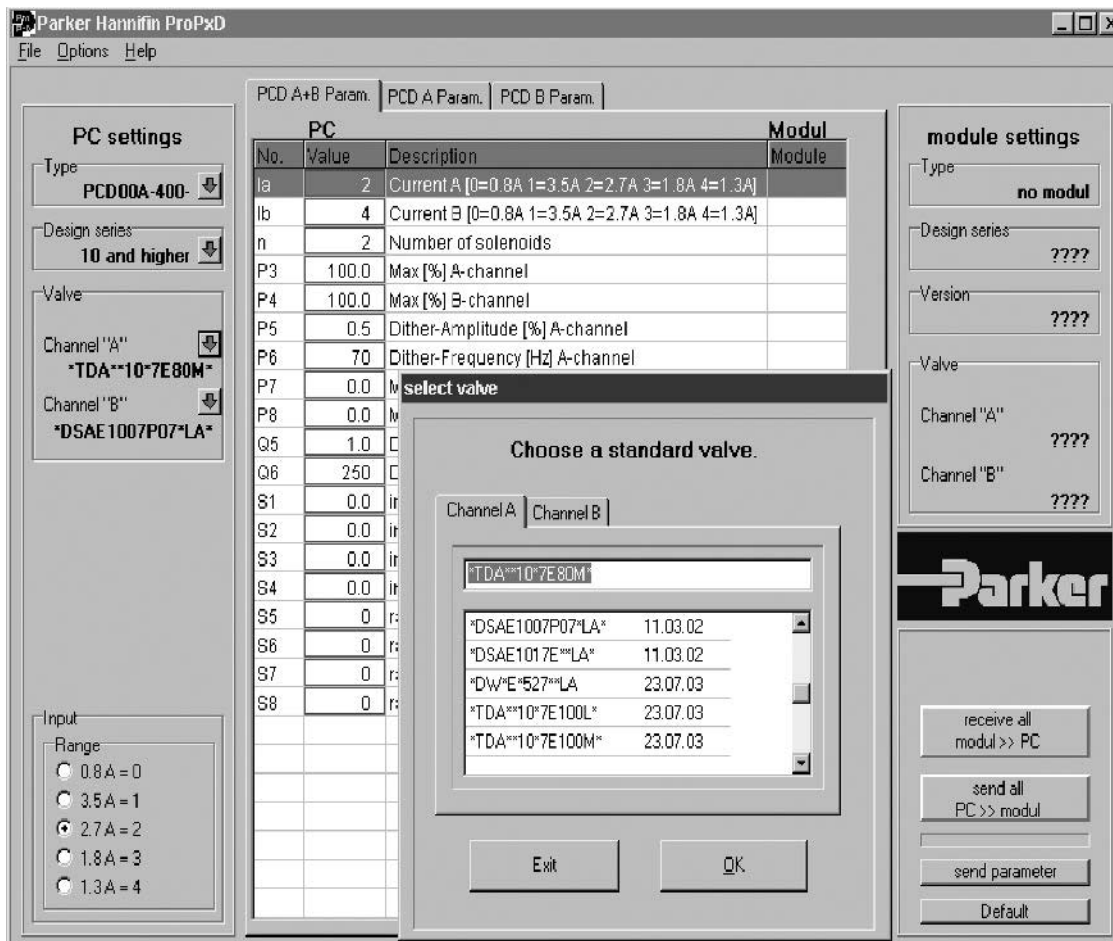 Parker Hannifin ProPxD
File Options Help
PC settings
Type
PCD00A-400-
Design series
10 and higher
Valve
Channel "A"
*TDA**10*7E80M*
Channel "B"
*DSAE1007P07*LA*
Input
Range
0.8 A = 0
3.5 A = 1
2.7 A = 2
1.8 A = 3
1.3 A = 4
PCD A+B Param. PCD A Param. PCD B Param.
PC Modul
No. Value Description Module
Ia 2 Current A [0=0.8A 1=3.5A 2=2.7A 3=1.8A 4=1.3A]
Ib 4 Current B [0=0.8A 1=3.5A 2=2.7A 3=1.8A 4=1.3A]
n 2 Number of solenoids
P3 100.0 Max [%] A-channel
P4 100.0 Max [%] B-channel
P5 0.5 Dither-Amplitude [%] A-channel
P6 70 Dither-Frequency [Hz] A-channel
P7 0.0
P8 0.0
Q5 1.0
Q6 250
S1 0.0
S2 0.0
S3 0.0
S4 0.0
S5 0
S6 0
S7 0
S8 0
select valve
Choose a standard valve.
Channel A Channel B
*TDA**10*7E80M*
*DSAE1007P07*LA* 11.03.02
*DSAE1017E**LA* 11.03.02
*DW*E*527**LA 23.07.03
*TDA**10*7E100L* 23.07.03
*TDA**10*7E100M* 23.07.03
Exit OK
module settings
Type
no modul
Design series
????
Version
????
Valve
Channel "A"
????
Channel "B"
????
Parker
receive all
modul >> PC
send all
PC >> modul
send parameter
Default